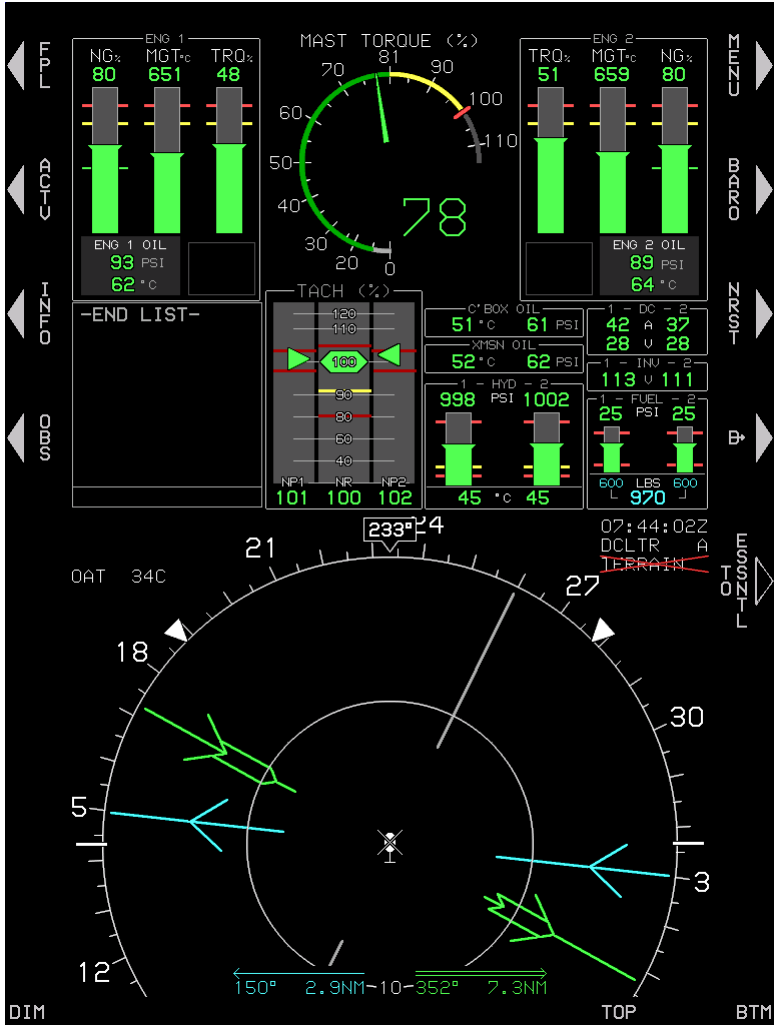 FPL
ACTV
INFO
OBS
MENU
BARO
NRST
ESSNTL
TO
ENG 1
NG% MGT°C TRQ%
80 651 48
ENG 1 OIL
93 PSI
62 °C
MAST TORQUE (%)
81
70 90
60 100
50 110
40
30
20 0
78
ENG 2
TRQ% MGT°C NG%
51 659 80
ENG 2 OIL
89 PSI
64 °C
-END LIST-
TACH (%)
120
110
100
90
80
60
40
NP1 NR NP2
101 100 102
C'BOX OIL
51 °C 61 PSI
XMSN OIL
52 °C 62 PSI
1 - HYD - 2
998 PSI 1002
45 °C 45
1 - DC - 2
42 A 37
28 V 28
1 - INV - 2
113 V 111
1 - FUEL - 2
25 PSI 25
600 LBS 600
970
07:44:02Z
DCLTR A
TERRAIN
OAT 34C
233°
24
21
27
18
30
5
3
12
150° 2.9NM
-10-
352° 7.3NM
DIM
TOP
BTM